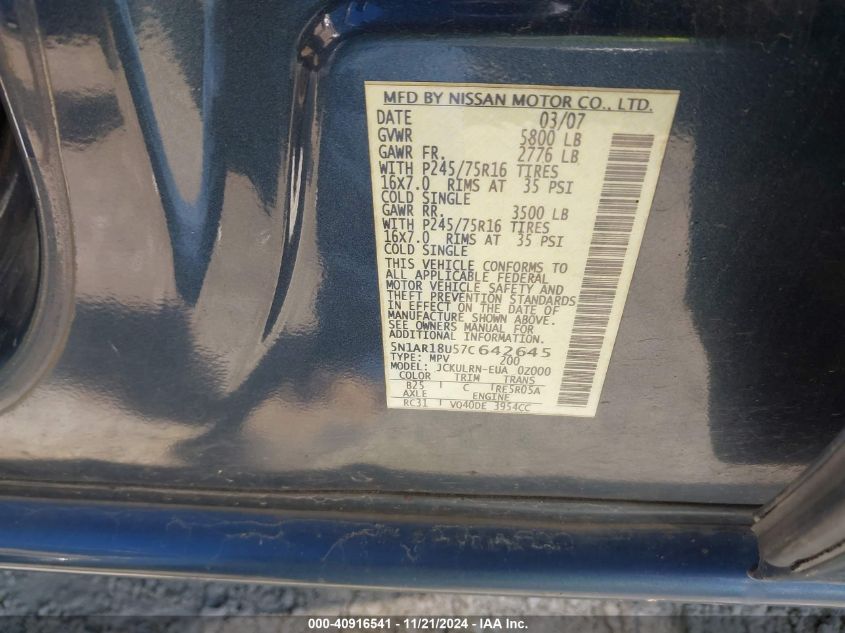 MFD BY NISSAN MOTOR CO., LTD.
DATE 03/07
GVWR 5800 LB
GAWR FR. 2776 LB
WITH P245/75R16 TIRES
16X7.0 RIMS AT 35 PSI
COLD SINGLE
GAWR RR. 3500 LB
WITH P245/75R16 TIRES
16X7.0 RIMS AT 35 PSI
COLD SINGLE
THIS VEHICLE CONFORMS TO
ALL APPLICABLE FEDERAL
MOTOR VEHICLE SAFETY AND
THEFT PREVENTION STANDARDS
IN EFFECT ON THE DATE OF
MANUFACTURE SHOWN ABOVE.
SEE OWNERS MANUAL FOR
ADDITIONAL INFORMATION.
5N1AR18U57C642645
TYPE: MPV 200
MODEL: JCKULRN-EUA 0Z000
COLOR TRIM TRANS
B25 C RE5R05A
AXLE ENGINE
RC31 VQ40DE 3954CC
000-40916541 - 11/21/2024 - IAA Inc.